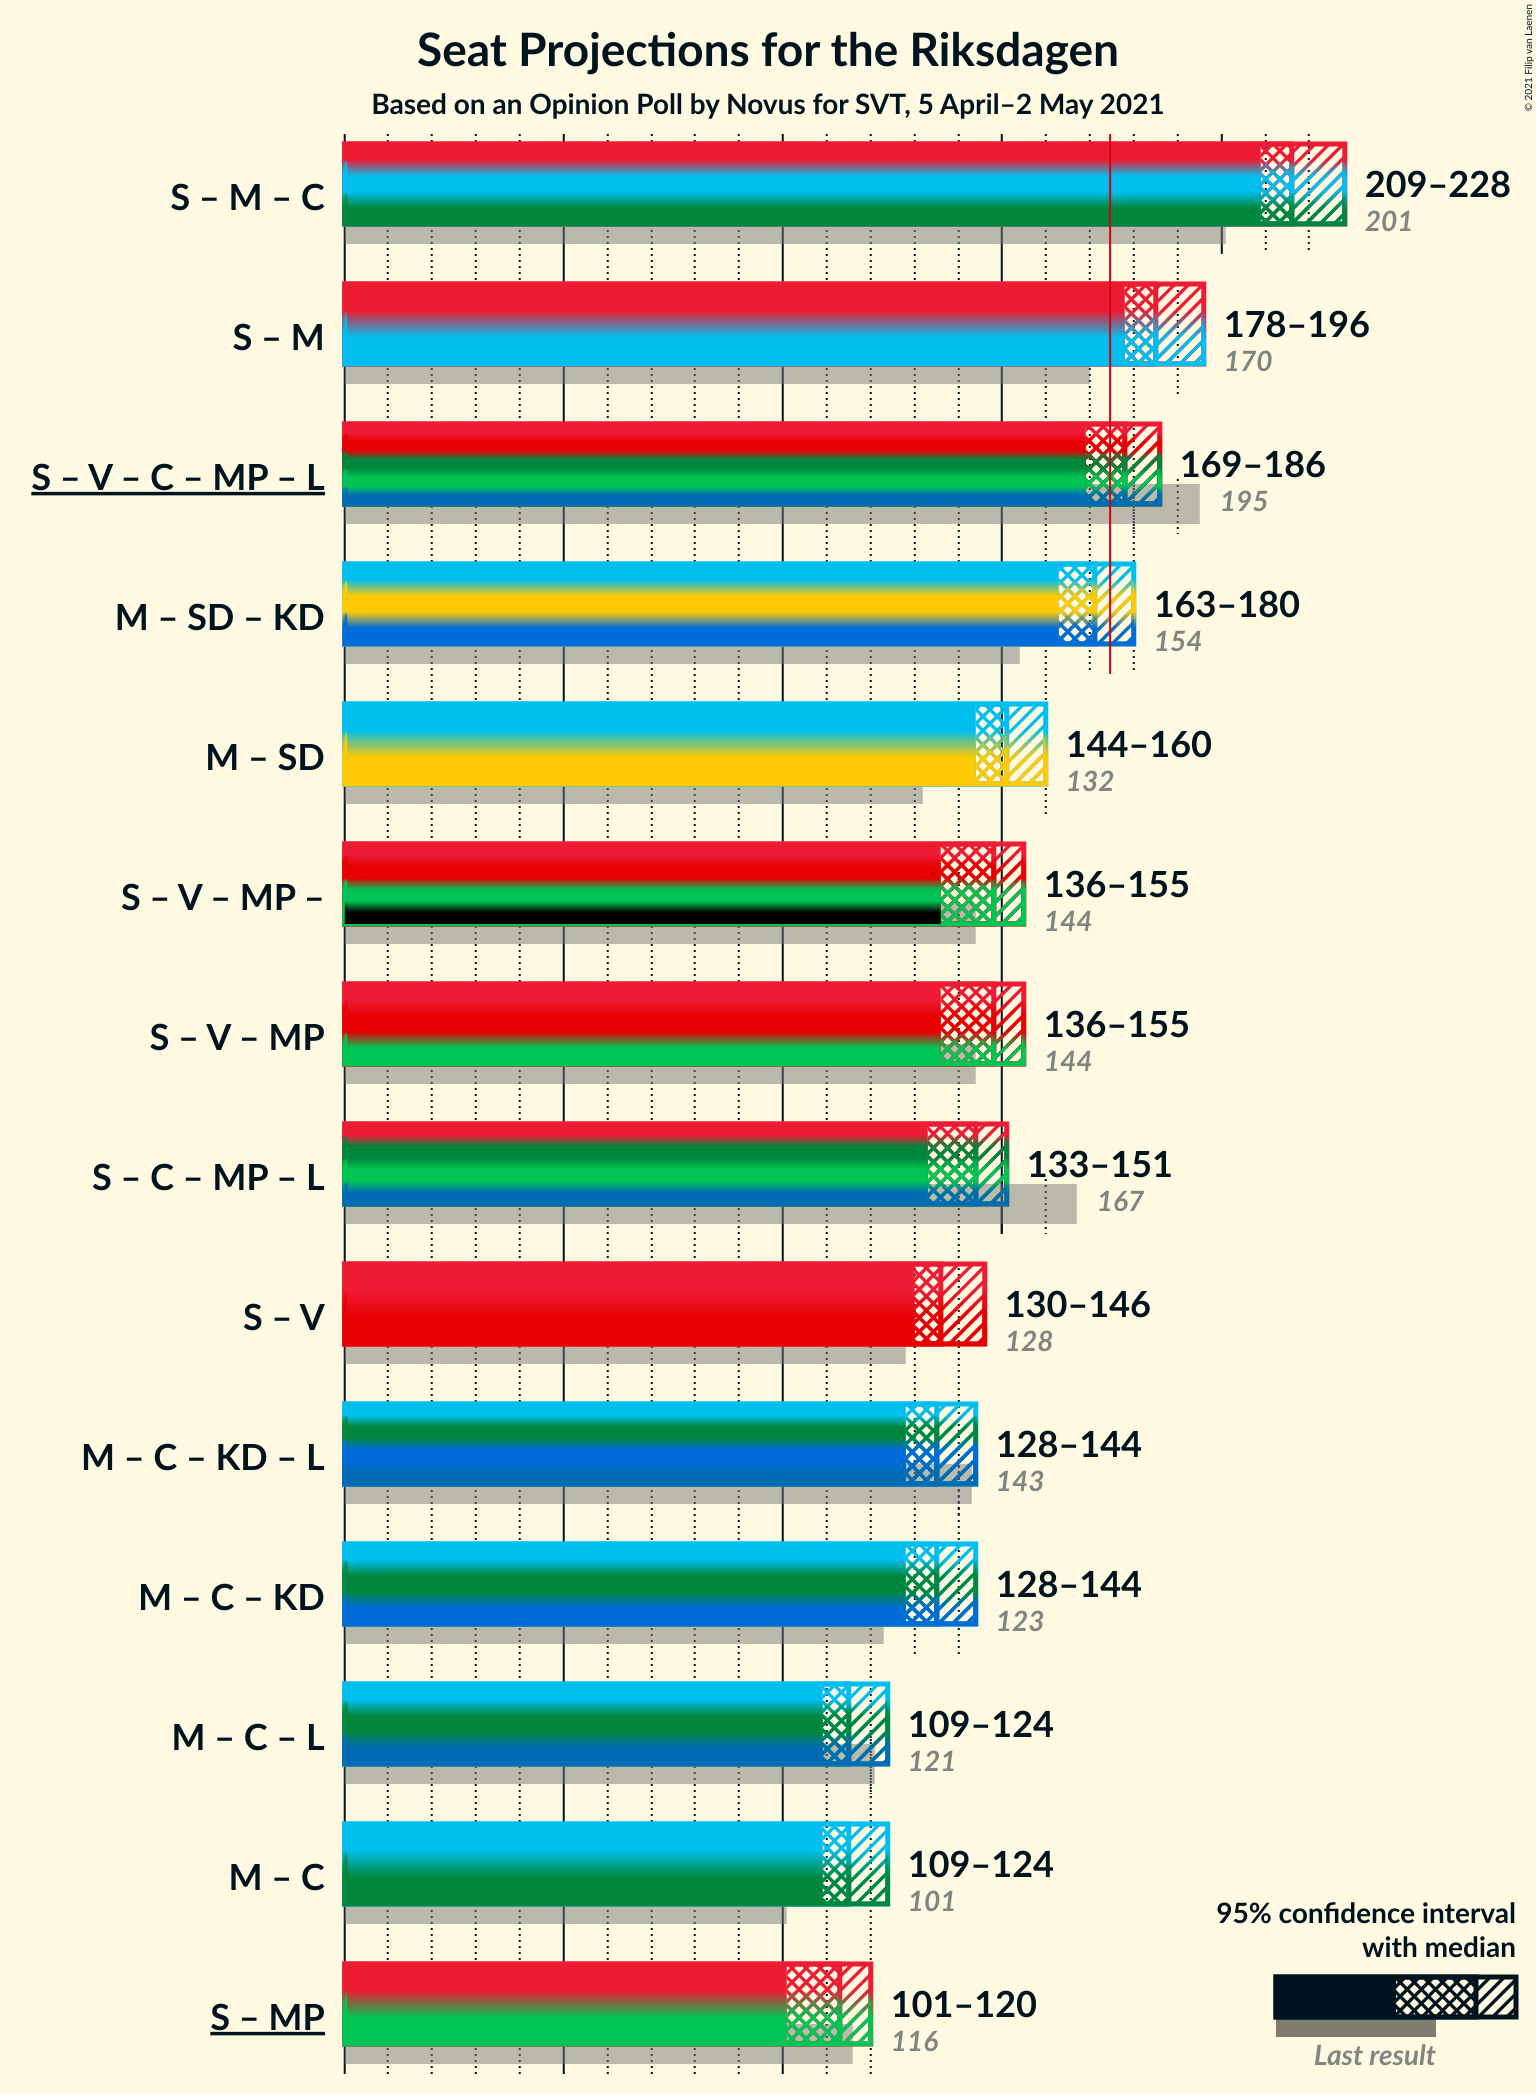 © 2021 Filip van Laenen
Seat Projections for the Riksdagen
Based on an Opinion Poll by Novus for SVT, 5 April–2 May 2021
S – M – C
209–228
201
S – M
178–196
170
S – V – C – MP – L
169–186
195
M – SD – KD
163–180
154
M – SD
144–160
132
S – V – MP –
136–155
144
S – V – MP
136–155
144
S – C – MP – L
133–151
167
S – V
130–146
128
M – C – KD – L
128–144
143
M – C – KD
128–144
123
M – C – L
109–124
121
M – C
109–124
101
S – MP
101–120
116
95% confidence interval
with median
Last result